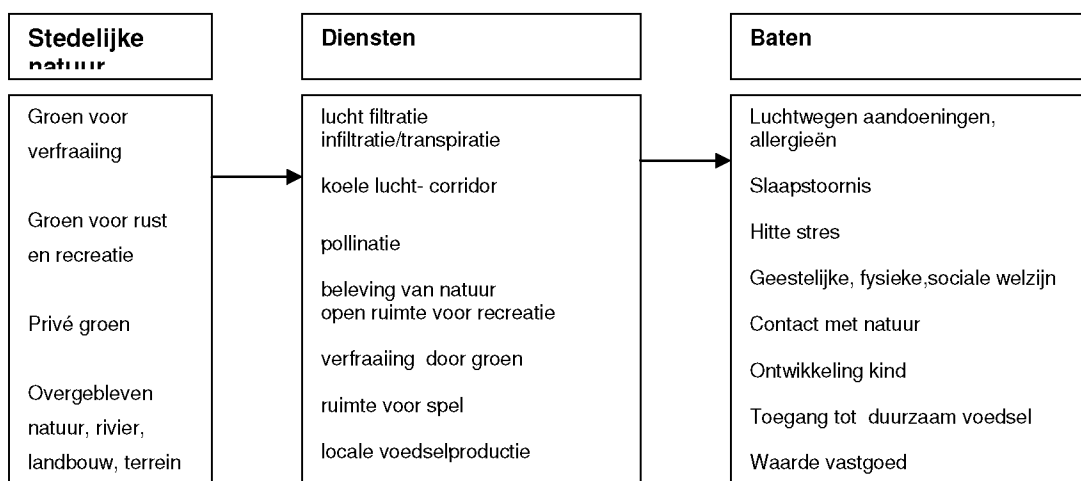 Stedelijke
natuur
Groen voor
verfraaiing
Groen voor rust
en recreatie
Privé groen
Overgebleven
natuur, rivier,
landbouw, terrein
Diensten
lucht filtratie
infiltratie/transpiratie
koele lucht- corridor
pollinatie
beleving van natuur
open ruimte voor recreatie
verfraaiing door groen
ruimte voor spel
locale voedselproductie
Baten
Luchtwegen aandoeningen,
allergieën
Slaapstoornis
Hitte stres
Geestelijke, fysieke,sociale welzijn
Contact met natuur
Ontwikkeling kind
Toegang tot duurzaam voedsel
Waarde vastgoed